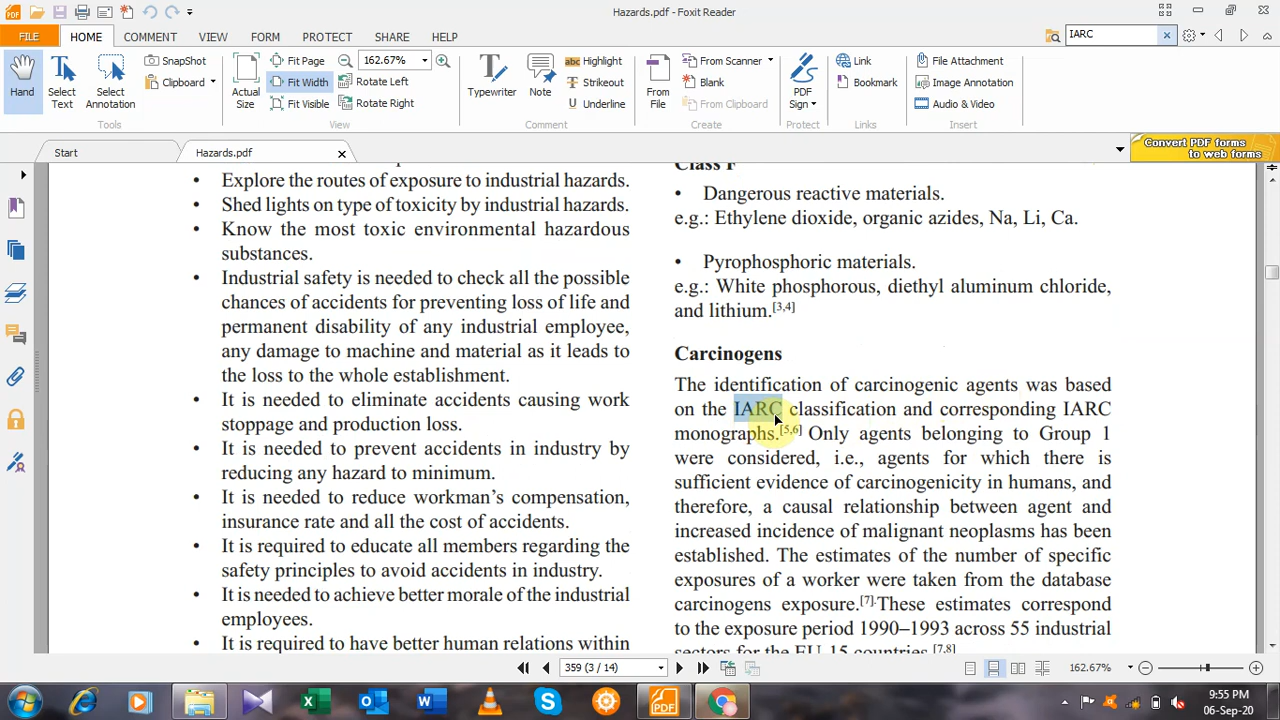 Hazards.pdf - Foxit Reader
FILE
HOME
COMMENT
VIEW
FORM
PROTECT
SHARE
HELP
IARC
Hand
Select
Text
Select
Annotation
SnapShot
Clipboard
Tools
Actual
Size
Fit Page
Fit Width
Fit Visible
162.67%
Rotate Left
Rotate Right
View
Typewriter
Note
Highlight
Strikeout
Underline
Comment
From
File
From Scanner
Blank
From Clipboard
Create
PDF
Sign
Protect
Link
Bookmark
Links
File Attachment
Image Annotation
Audio & Video
Insert
Start
Hazards.pdf
Convert PDF forms
to web forms
• Explore the routes of exposure to industrial hazards.
• Shed lights on type of toxicity by industrial hazards.
• Know the most toxic environmental hazardous
substances.
• Industrial safety is needed to check all the possible
chances of accidents for preventing loss of life and
permanent disability of any industrial employee,
any damage to machine and material as it leads to
the loss to the whole establishment.
• It is needed to eliminate accidents causing work
stoppage and production loss.
• It is needed to prevent accidents in industry by
reducing any hazard to minimum.
• It is needed to reduce workman's compensation,
insurance rate and all the cost of accidents.
• It is required to educate all members regarding the
safety principles to avoid accidents in industry.
• It is needed to achieve better morale of the industrial
employees.
• It is required to have better human relations within
Class F
• Dangerous reactive materials.
e.g.: Ethylene dioxide, organic azides, Na, Li, Ca.
• Pyrophosphoric materials.
e.g.: White phosphorous, diethyl aluminum chloride,
and lithium.[3,4]
Carcinogens
The identification of carcinogenic agents was based
on the IARC classification and corresponding IARC
monographs.[5,6] Only agents belonging to Group 1
were considered, i.e., agents for which there is
sufficient evidence of carcinogenicity in humans, and
therefore, a causal relationship between agent and
increased incidence of malignant neoplasms has been
established. The estimates of the number of specific
exposures of a worker were taken from the database
carcinogens exposure.[7] These estimates correspond
to the exposure period 1990–1993 across 55 industrial
sectors for the EU-15 countries.[7,8]
359 (3 / 14)
162.67%
9:55 PM
06-Sep-20